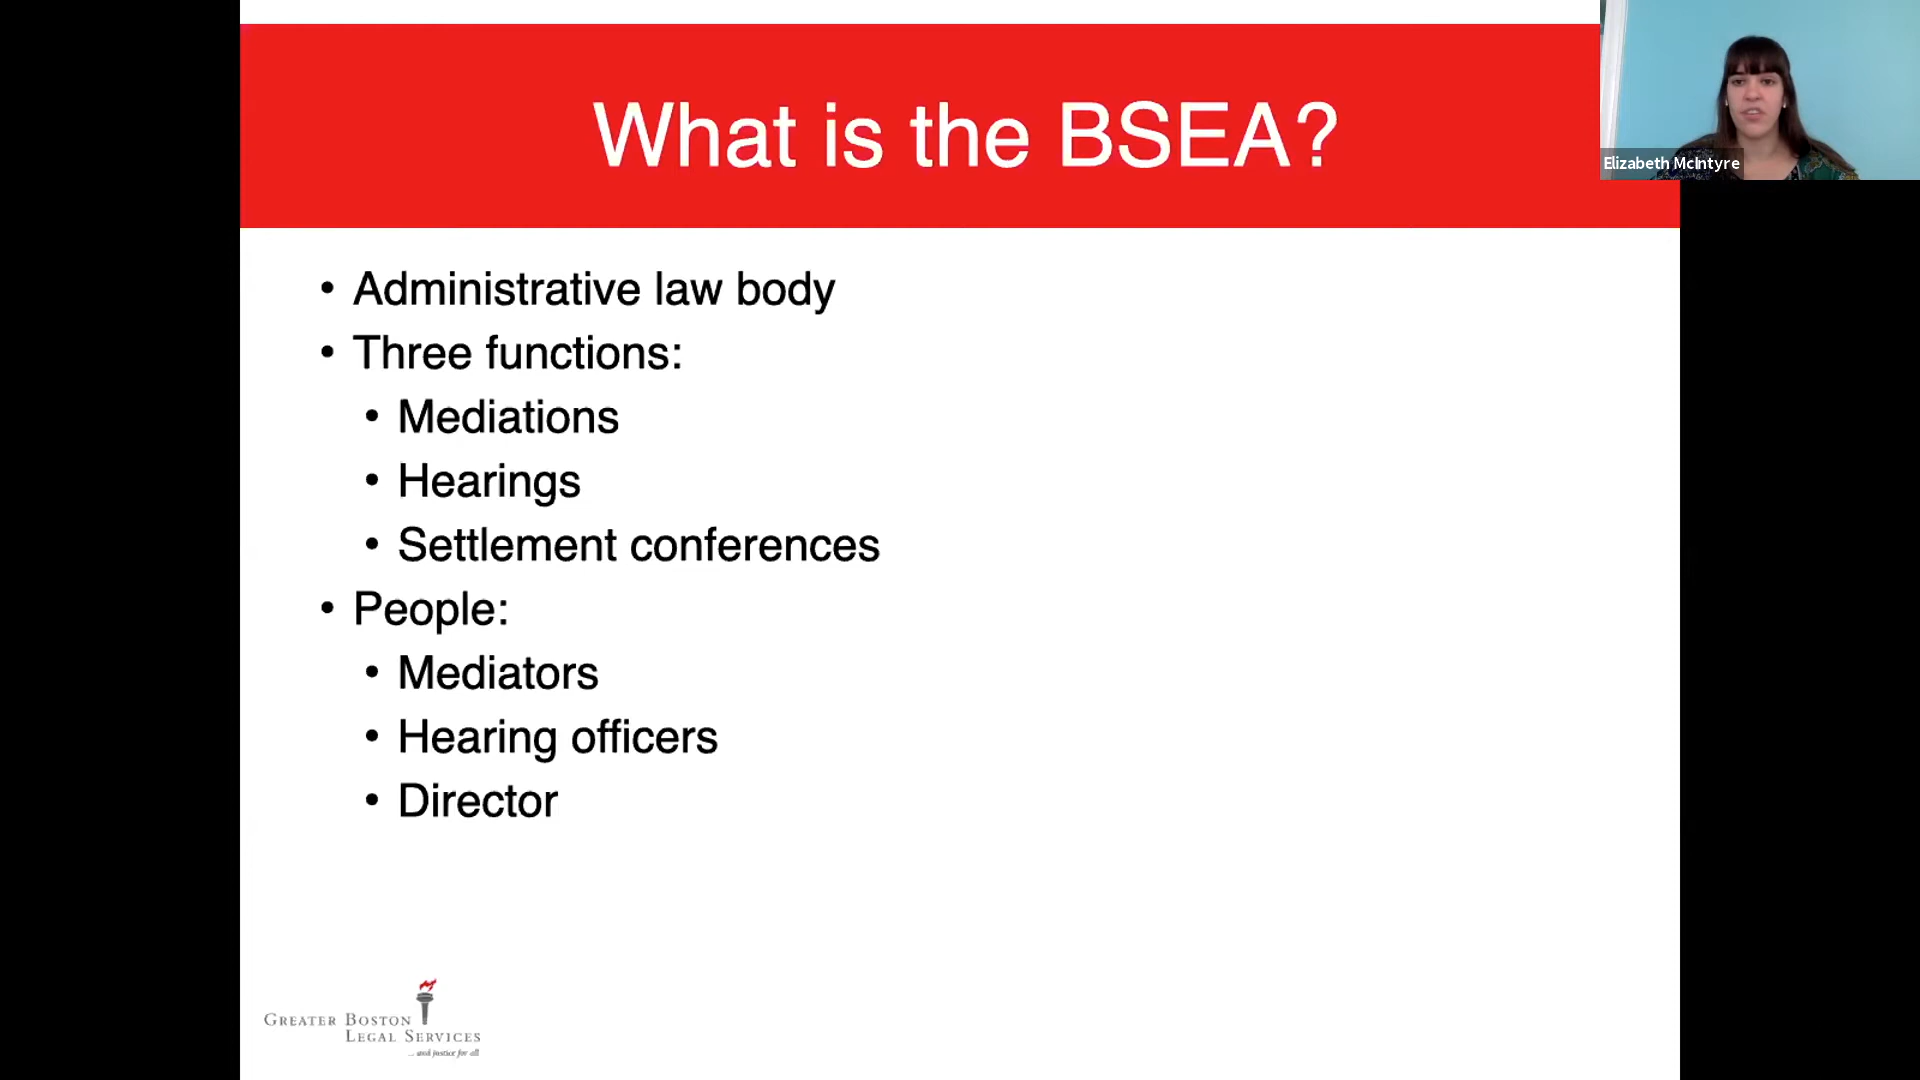 What is the BSEA?
Elizabeth McIntyre
• Administrative law body
• Three functions:
• Mediations
• Hearings
• Settlement conferences
• People:
• Mediators
• Hearing officers
• Director
GREATER BOSTON
LEGAL SERVICES
... and justice for all